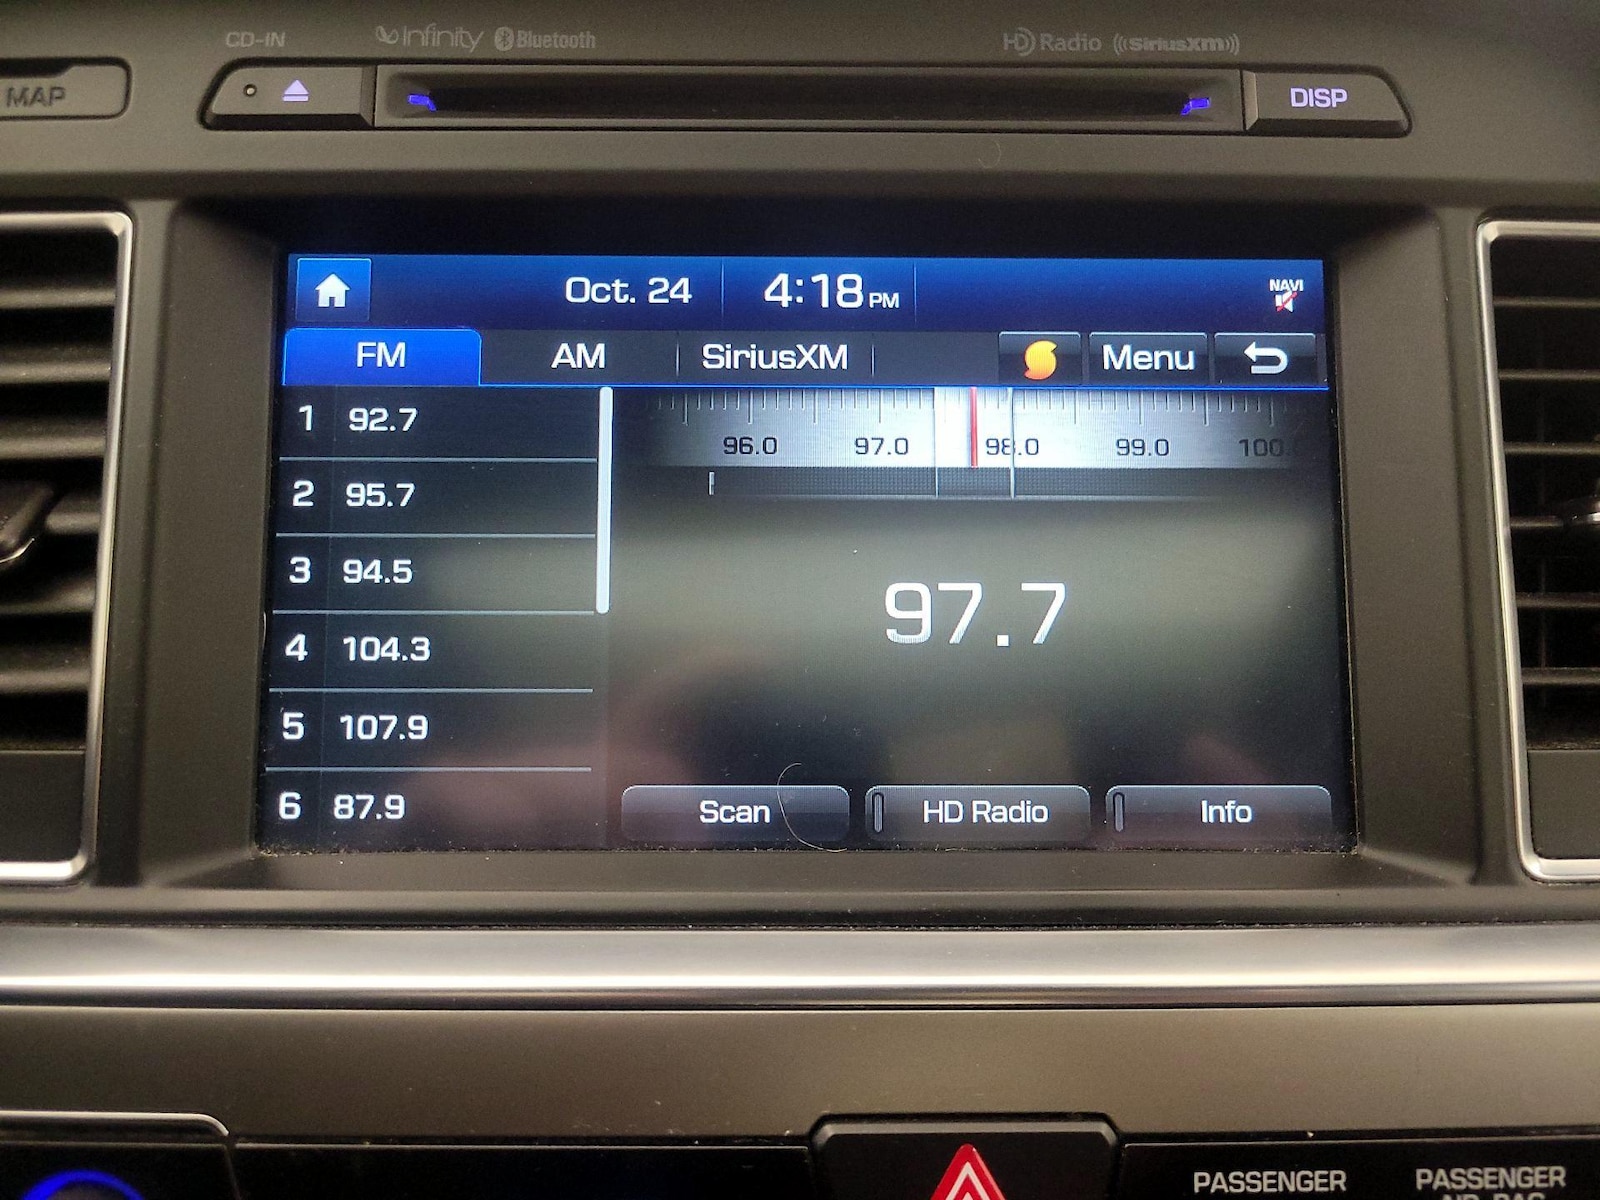 CD-IN Infinity Bluetooth HD Radio ((SiriusXM))
MAP DISP
Oct. 24 4:18 PM NAVI
FM AM SiriusXM Menu
1 92.7
2 95.7
3 94.5
4 104.3
5 107.9
6 87.9
96.0 97.0 98.0 99.0 100.
97.7
Scan HD Radio Info
PASSENGER PASSENGER